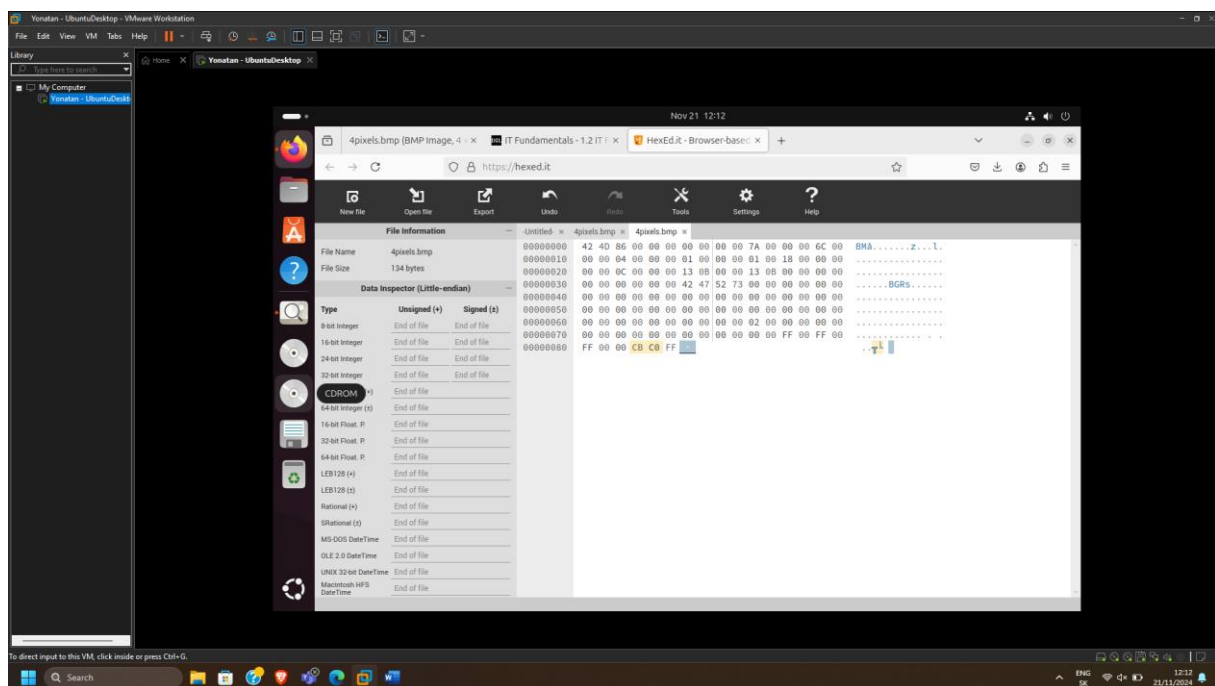 Yonatan - UbuntuDesktop - VMware Workstation
File Edit View VM Tabs Help
Library
Type here to search
My Computer
Yonatan - UbuntuDeskt
Home
Yonatan - UbuntuDesktop
Nov 21 12:12
4pixels.bmp (BMP Image, 4
IT Fundamentals - 1.2 IT F
HexEd.it - Browser-based
https://hexed.it
New file
Open file
Export
Undo
Redo
Tools
Settings
Help
File Information
-Untitled-
4pixels.bmp
4pixels.bmp
File Name 4pixels.bmp
File Size 134 bytes
Data Inspector (Little-endian)
Type Unsigned (+) Signed (±)
8-bit Integer End of file End of file
16-bit Integer End of file End of file
24-bit Integer End of file End of file
32-bit Integer End of file End of file
CDROM
End of file
64-bit Integer (±) End of file
16-bit Float. P. End of file
32-bit Float. P. End of file
64-bit Float. P. End of file
LEB128 (+) End of file
LEB128 (±) End of file
Rational (+) End of file
SRational (±) End of file
MS-DOS DateTime End of file
OLE 2.0 DateTime End of file
UNIX 32-bit DateTime End of file
Macintosh HFS DateTime End of file
00000000 42 4D 86 00 00 00 00 00 00 00 7A 00 00 00 6C 00 BMå.......z...l.
00000010 00 00 04 00 00 00 01 00 00 00 01 00 18 00 00 00 ................
00000020 00 00 0C 00 00 00 13 0B 00 00 13 0B 00 00 00 00 ................
00000030 00 00 00 00 00 00 42 47 52 73 00 00 00 00 00 00 ......BGRs......
00000040 00 00 00 00 00 00 00 00 00 00 00 00 00 00 00 00 ................
00000050 00 00 00 00 00 00 00 00 00 00 00 00 00 00 00 00 ................
00000060 00 00 00 00 00 00 00 00 00 00 02 00 00 00 00 00 ................
00000070 00 00 00 00 00 00 00 00 00 00 00 00 FF 00 FF 00 ............ . .
00000080 FF 00 00 CB C0 FF
To direct input to this VM, click inside or press Ctrl+G.
Search
ENG
SK
12:12
21/11/2024